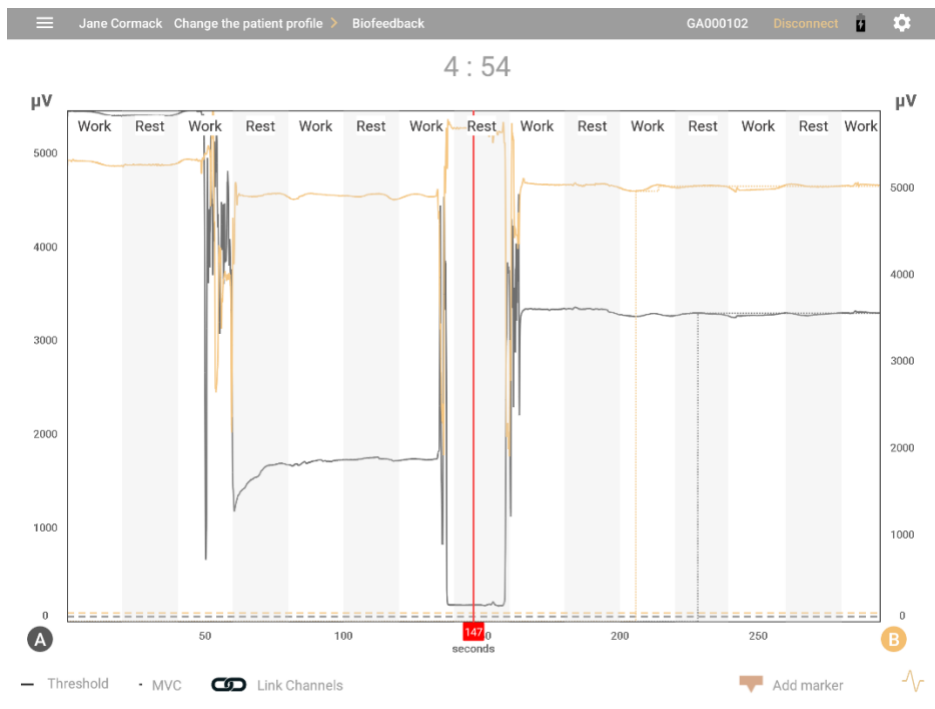 Jane Cormack Change the patient profile > Biofeedback GA000102 Disconnect
4 : 54
µV µV
Work Rest Work Rest Work Rest Work Rest Work Rest Work Rest Work Rest Work
5000
5000
4000
4000
3000
3000
2000
2000
1000
1000
0 0
A B
50 100 147 0 200 250
seconds
Threshold MVC Link Channels Add marker